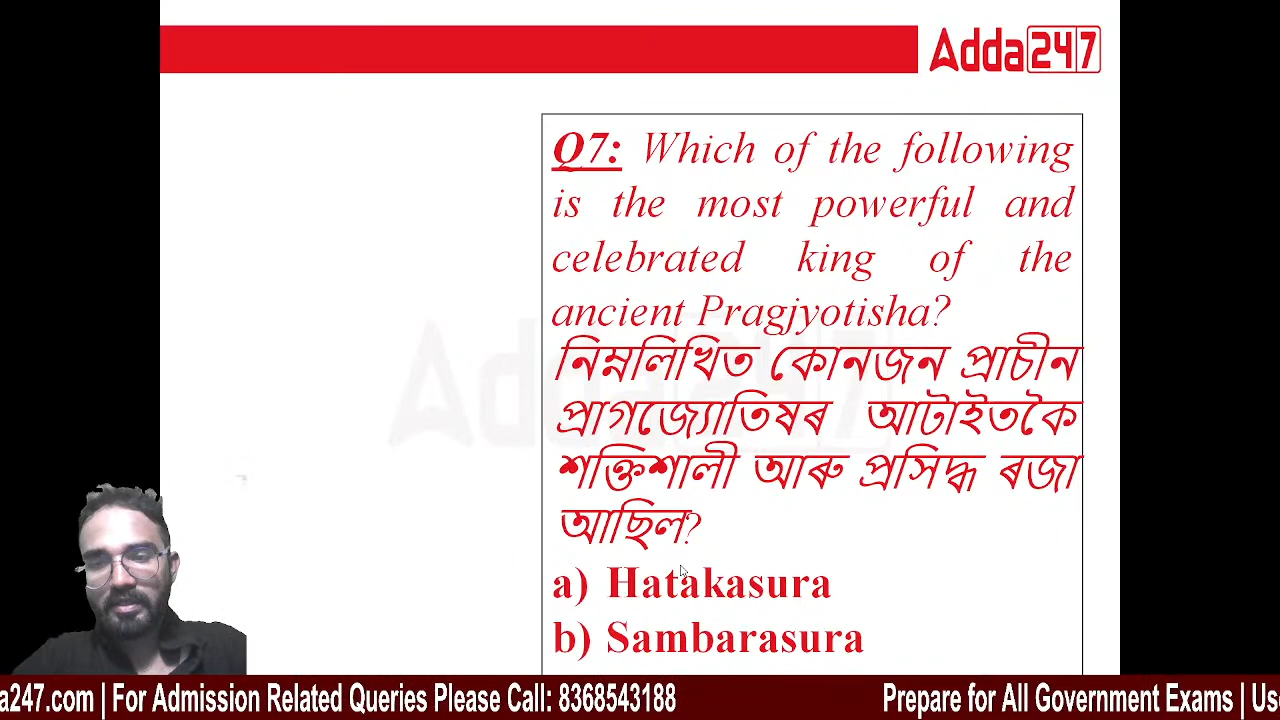 Adda247
Q7: Which of the following
is the most powerful and
celebrated king of the
ancient Pragjyotisha?
নিম্নলিখিত কোনজন প্ৰাচীন
প্ৰাগজ্যোতিষৰ আটাইতকৈ
শক্তিশালী আৰু প্ৰসিদ্ধ ৰজা
আছিল?
a) Hatakasura
b) Sambarasura
a247.com | For Admission Related Queries Please Call: 8368543188 Prepare for All Government Exams | Us